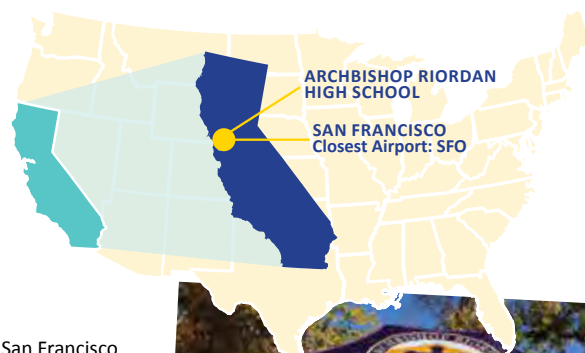 ARCHBISHOP RIORDAN
HIGH SCHOOL
SAN FRANCISCO
Closest Airport: SFO
San Francisco